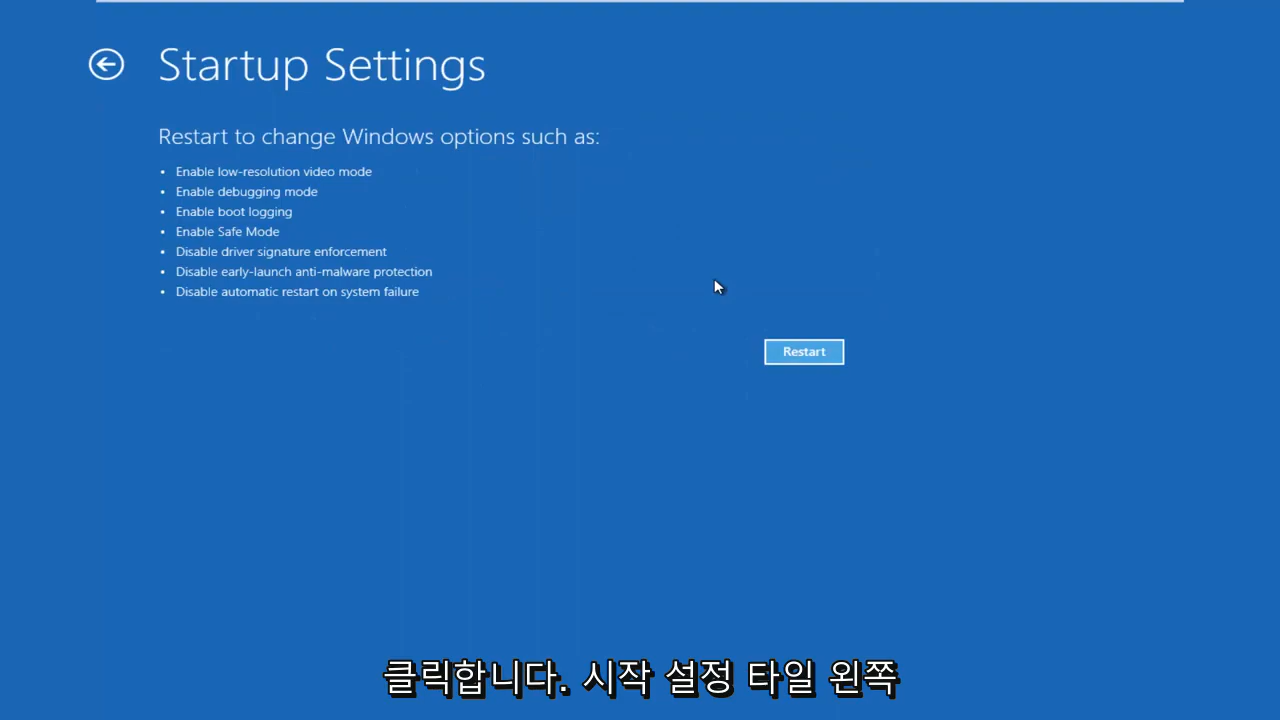 Startup Settings
Restart to change Windows options such as:
• Enable low-resolution video mode
• Enable debugging mode
• Enable boot logging
• Enable Safe Mode
• Disable driver signature enforcement
• Disable early-launch anti-malware protection
• Disable automatic restart on system failure
Restart
클릭합니다. 시작 설정 타일 왼쪽